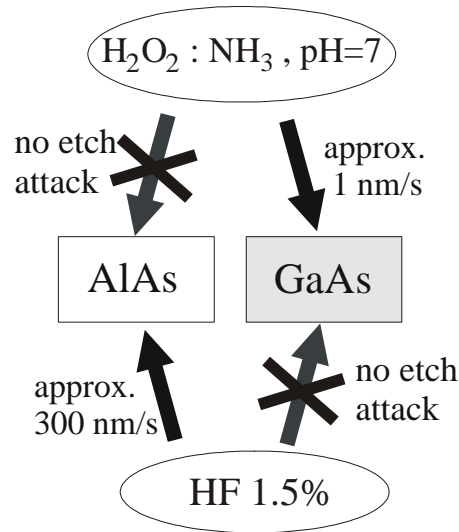 H₂O₂ : NH₃ , pH=7
no etch
attack
approx.
1 nm/s
AlAs
GaAs
approx.
300 nm/s
no etch
attack
HF 1.5%